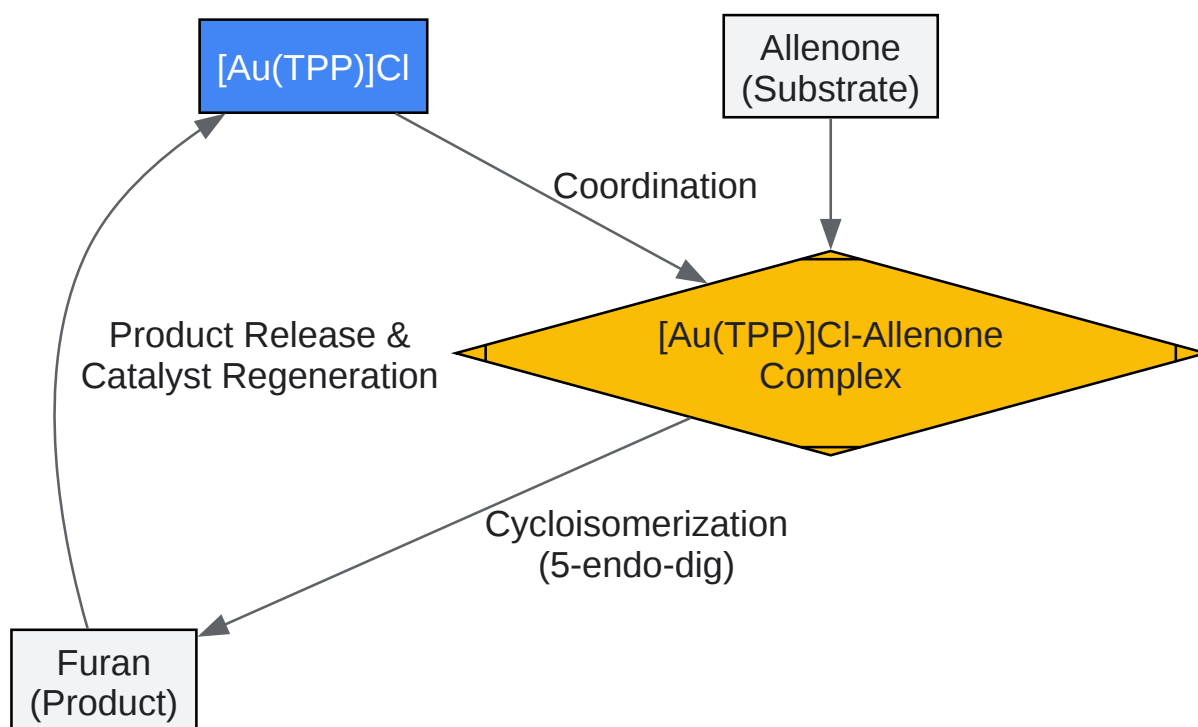 [Au(TPP)]Cl
Allenone
(Substrate)
Coordination
Product Release &
Catalyst Regeneration
[Au(TPP)]Cl-Allenone
Complex
Cycloisomerization
(5-endo-dig)
Furan
(Product)